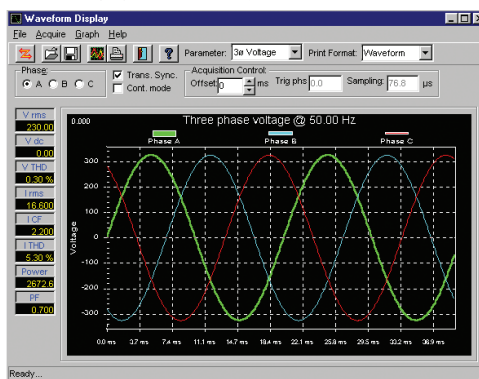 Waveform Display
File Acquire Graph Help
Parameter: 3ø Voltage Print Format: Waveform
Phase:
A B C
Trans. Sync.
Cont. mode
Acquisition Control:
Offset: 0 ms Trig phs 0.0 Sampling: 76.8 µs
V rms
230.00
V dc
0.00
V THD
0.30 %
I rms
16.600
I CF
2.200
I THD
5.30 %
Power
2672.6
PF
0.700
0.000
Three phase voltage @ 50.00 Hz
Phase A Phase B Phase C
Voltage
300
200
100
0
-100
-200
-300
0.0 ms 3.7 ms 7.4 ms 11.1 ms 14.7 ms 18.4 ms 22.1 ms 25.8 ms 29.5 ms 33.2 ms 36.9 ms
Ready...